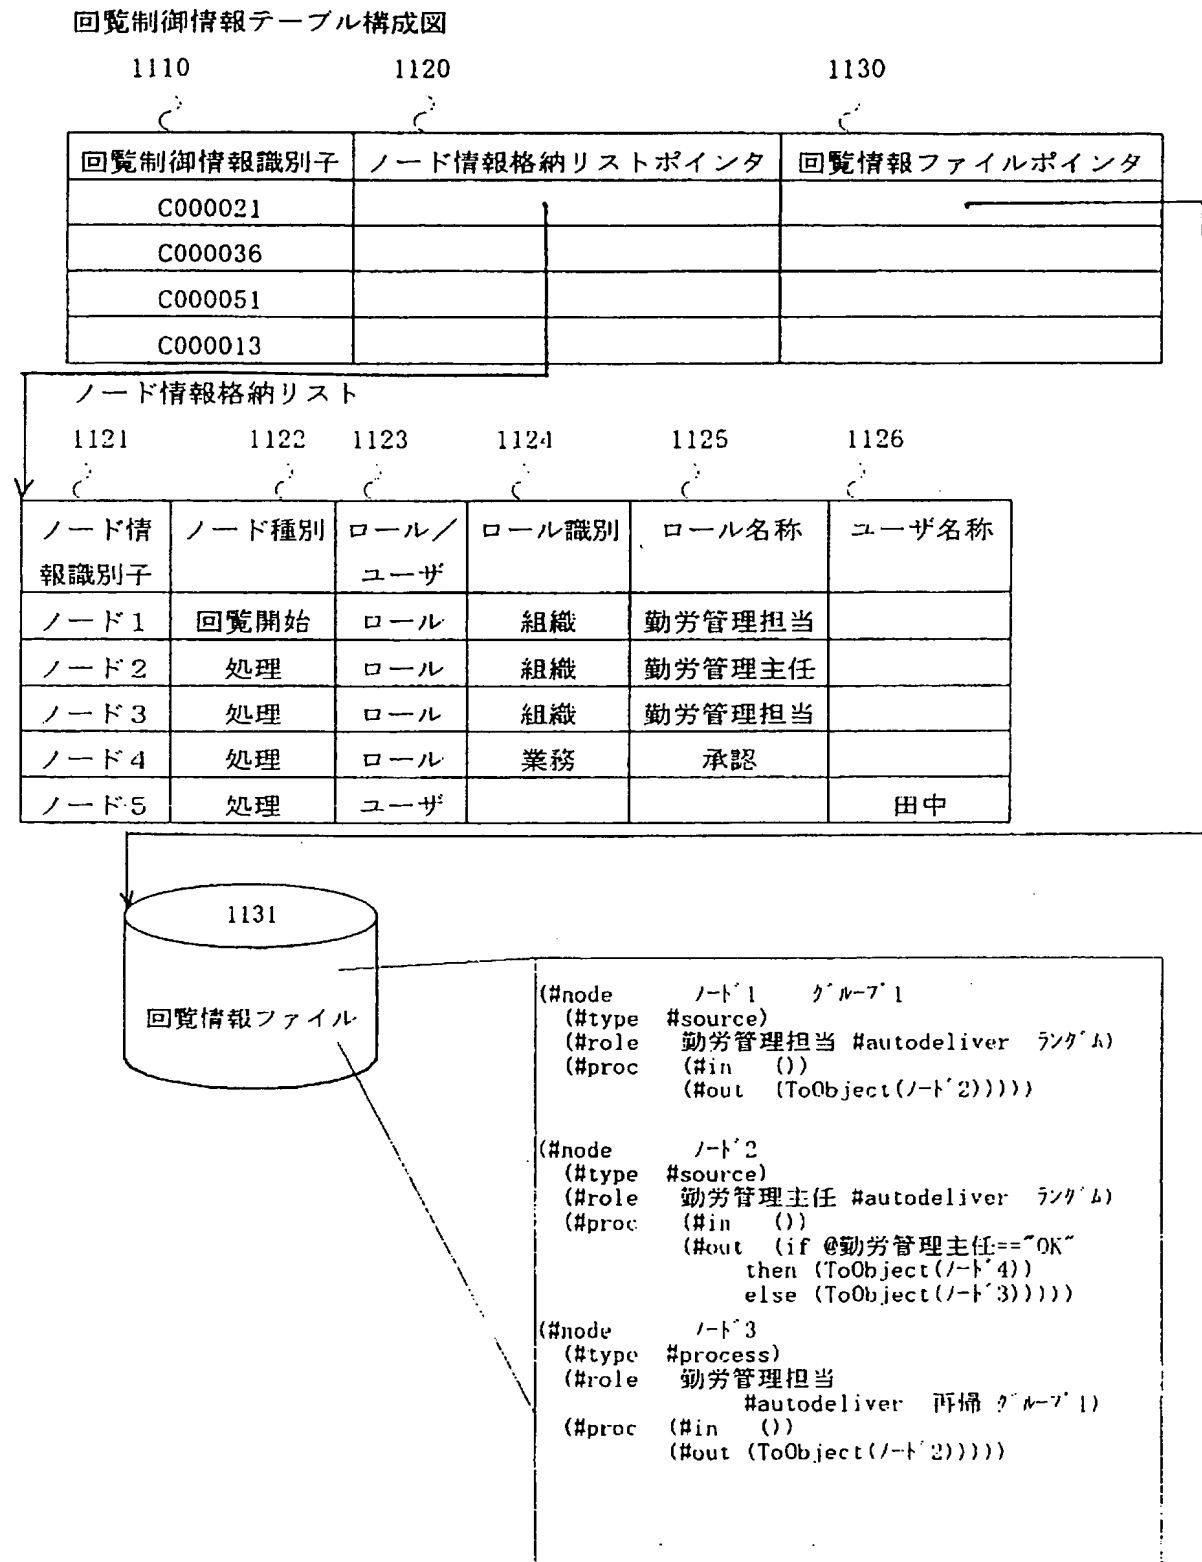 回覧制御情報テーブル構成図
1110 1120 1130
回覧制御情報識別子 ノード情報格納リストポインタ 回覧情報ファイルポインタ
C000021
C000036
C000051
C000013
ノード情報格納リスト
1121 1122 1123 1124 1125 1126
ノード情報識別子 ノード種別 ロール/ユーザ ロール識別 ロール名称 ユーザ名称
ノード1 回覧開始 ロール 組織 勤労管理担当
ノード2 処理 ロール 組織 勤労管理主任
ノード3 処理 ロール 組織 勤労管理担当
ノード4 処理 ロール 業務 承認
ノード5 処理 ユーザ 田中
1131
回覧情報ファイル
(#node ノード1 グループ1
(#type #source)
(#role 勤労管理担当 #autodeliver ランダム)
(#proc (#in ())
(#out (ToObject(ノード2)))))
(#node ノード2
(#type #source)
(#role 勤労管理主任 #autodeliver ランダム)
(#proc (#in ())
(#out (if @勤労管理主任=="OK"
then (ToObject(ノード4))
else (ToObject(ノード3)))))
(#node ノード3
(#type #process)
(#role 勤労管理担当
#autodeliver 再帰 グループ1)
(#proc (#in ())
(#out (ToObject(ノード2)))))